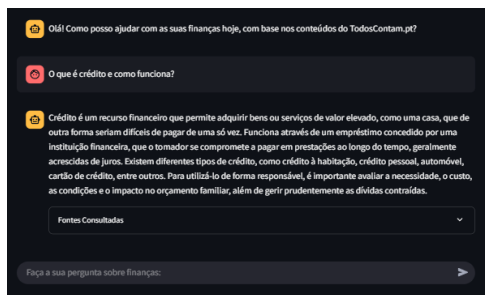 Olá! Como posso ajudar com as suas finanças hoje, com base nos conteúdos do TodosContam.pt?
O que é crédito e como funciona?
Crédito é um recurso financeiro que permite adquirir bens ou serviços de valor elevado, como uma casa, que de
outra forma seriam difíceis de pagar de uma só vez. Funciona através de um empréstimo concedido por uma
instituição financeira, que o tomador se compromete a pagar em prestações ao longo do tempo, geralmente
acrescidas de juros. Existem diferentes tipos de crédito, como crédito à habitação, crédito pessoal, automóvel,
cartão de crédito, entre outros. Para utilizá-lo de forma responsável, é importante avaliar a necessidade, o custo,
as condições e o impacto no orçamento familiar, além de gerir prudentemente as dívidas contraídas.
Fontes Consultadas
Faça a sua pergunta sobre finanças: